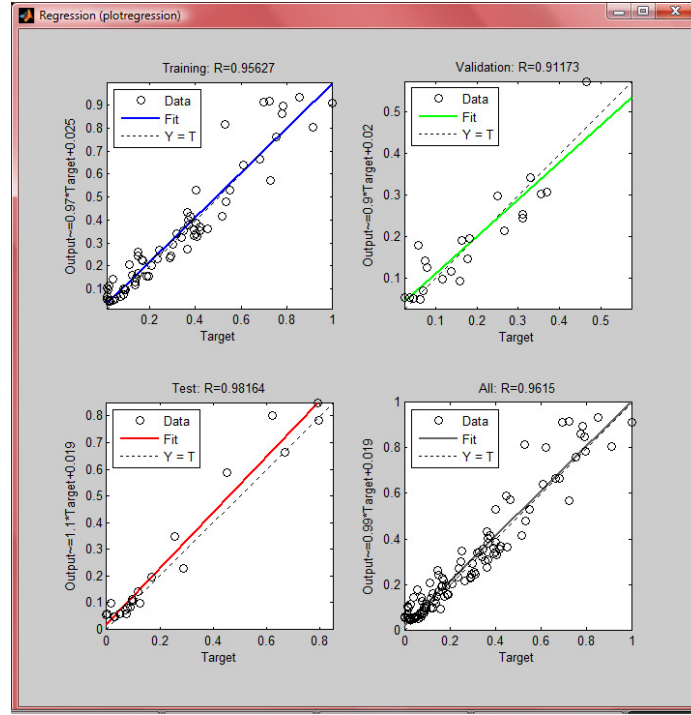 Regression (plotregression)
Training: R=0.95627
Data
Fit
Y = T
Output~=0.97*Target+0.025
0.9
0.8
0.7
0.6
0.5
0.4
0.3
0.2
0.1
0.2 0.4 0.6 0.8 1
Target
Validation: R=0.91173
Data
Fit
Y = T
Output~=0.9*Target+0.02
0.5
0.4
0.3
0.2
0.1
0.1 0.2 0.3 0.4 0.5
Target
Test: R=0.98164
Data
Fit
Y = T
Output~=1.1*Target+0.019
0.8
0.7
0.6
0.5
0.4
0.3
0.2
0.1
0
0 0.2 0.4 0.6 0.8
Target
All: R=0.9615
Data
Fit
Y = T
Output~=0.99*Target+0.019
1
0.8
0.6
0.4
0.2
0
0 0.2 0.4 0.6 0.8 1
Target